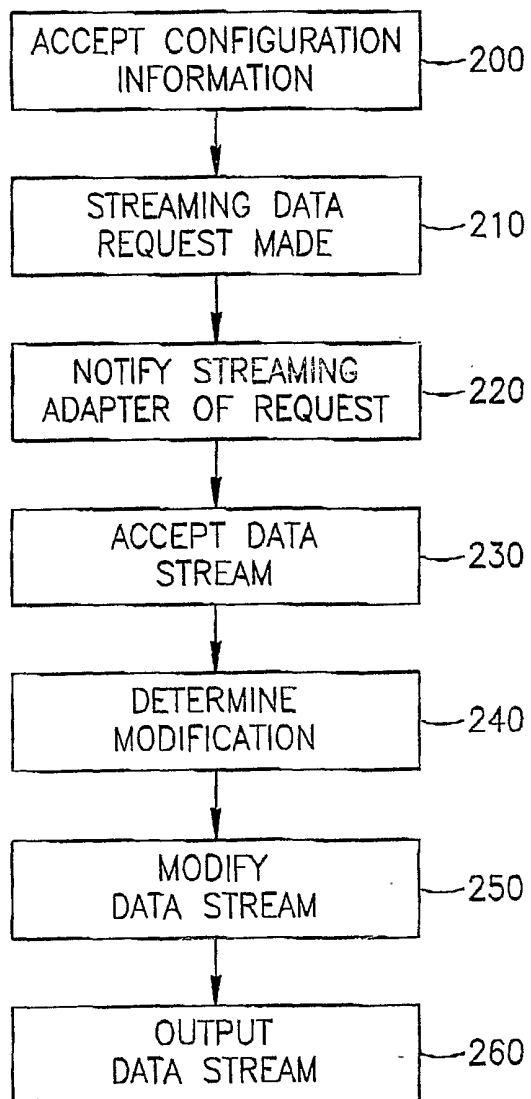 ACCEPT CONFIGURATION
INFORMATION
200
STREAMING DATA
REQUEST MADE
210
NOTIFY STREAMING
ADAPTER OF REQUEST
220
ACCEPT DATA
STREAM
230
DETERMINE
MODIFICATION
240
MODIFY
DATA STREAM
250
OUTPUT
DATA STREAM
260